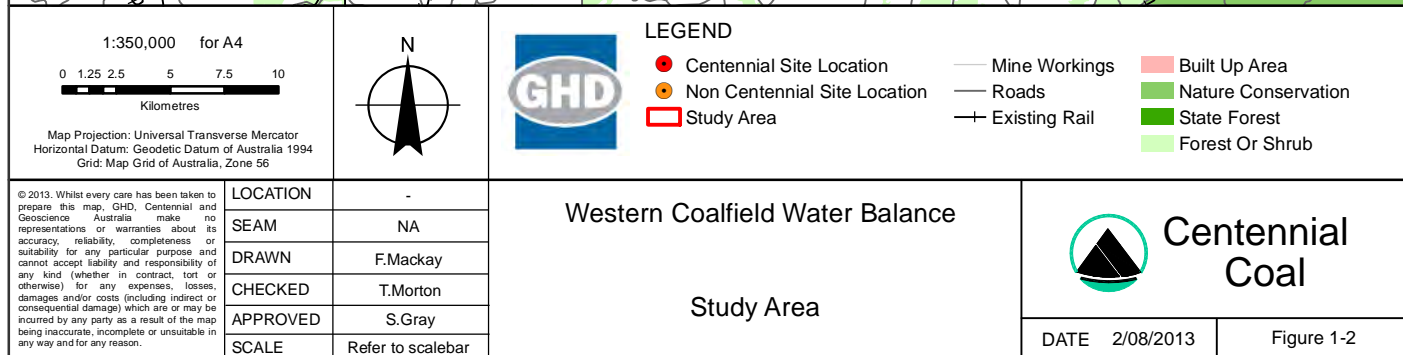 1:350,000 for A4
0 1.25 2.5 5 7.5 10
Kilometres
Map Projection: Universal Transverse Mercator
Horizontal Datum: Geodetic Datum of Australia 1994
Grid: Map Grid of Australia, Zone 56
N
GHD
LEGEND
Centennial Site Location
Non Centennial Site Location
Study Area
Mine Workings
Roads
Existing Rail
Built Up Area
Nature Conservation
State Forest
Forest Or Shrub
© 2013. Whilst every care has been taken to
prepare this map, GHD, Centennial and
Geoscience Australia make no
representations or warranties about its
accuracy, reliability, completeness or
suitability for any particular purpose and
cannot accept liability and responsibility of
any kind (whether in contract, tort or
otherwise) for any expenses, losses,
damages and/or costs (including indirect or
consequential damage) which are or may be
incurred by any party as a result of the map
being inaccurate, incomplete or unsuitable in
any way and for any reason.
LOCATION -
SEAM NA
DRAWN F.Mackay
CHECKED T.Morton
APPROVED S.Gray
SCALE Refer to scalebar
Western Coalfield Water Balance
Study Area
Centennial
Coal
DATE 2/08/2013
Figure 1-2